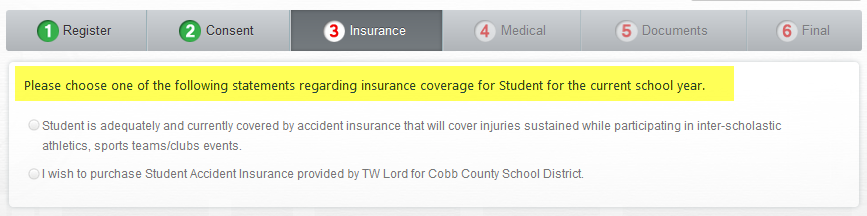 1 Register 2 Consent 3 Insurance 4 Medical 5 Documents 6 Final
Please choose one of the following statements regarding insurance coverage for Student for the current school year.
Student is adequately and currently covered by accident insurance that will cover injuries sustained while participating in inter-scholastic
athletics, sports teams/clubs events.
I wish to purchase Student Accident Insurance provided by TW Lord for Cobb County School District.